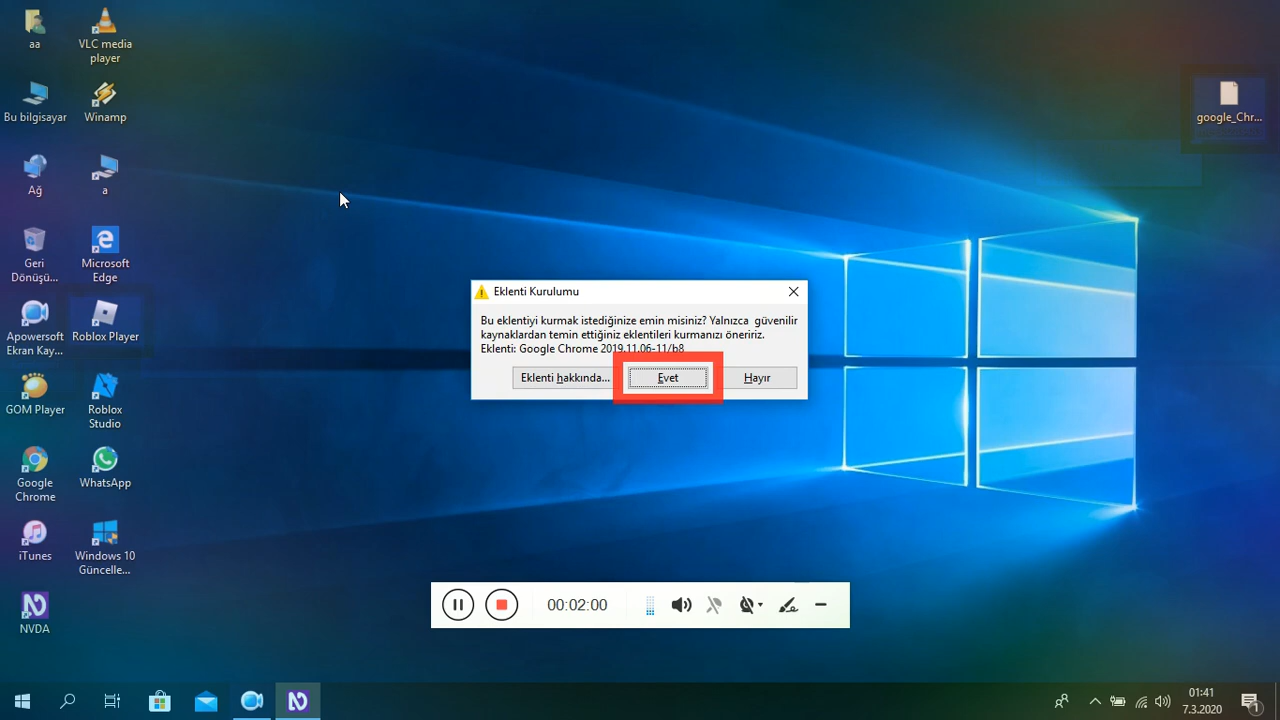 aa
VLC media
player
Bu bilgisayar
Winamp
google_Chr...
Ağ
a
Geri
Dönüşü...
Microsoft
Edge
Apowersoft
Ekran Kay...
Roblox Player
Eklenti Kurulumu
Bu eklentiyi kurmak istediğinize emin misiniz? Yalnızca güvenilir
kaynaklardan temin ettiğiniz eklentileri kurmanızı öneririz.
Eklenti: Google Chrome 2019.11.06-11/b8
Eklenti hakkında...
Evet
Hayır
GOM Player
Roblox
Studio
Google
Chrome
WhatsApp
iTunes
Windows 10
Güncelle...
NVDA
00:02:00
01:41
7.3.2020
1